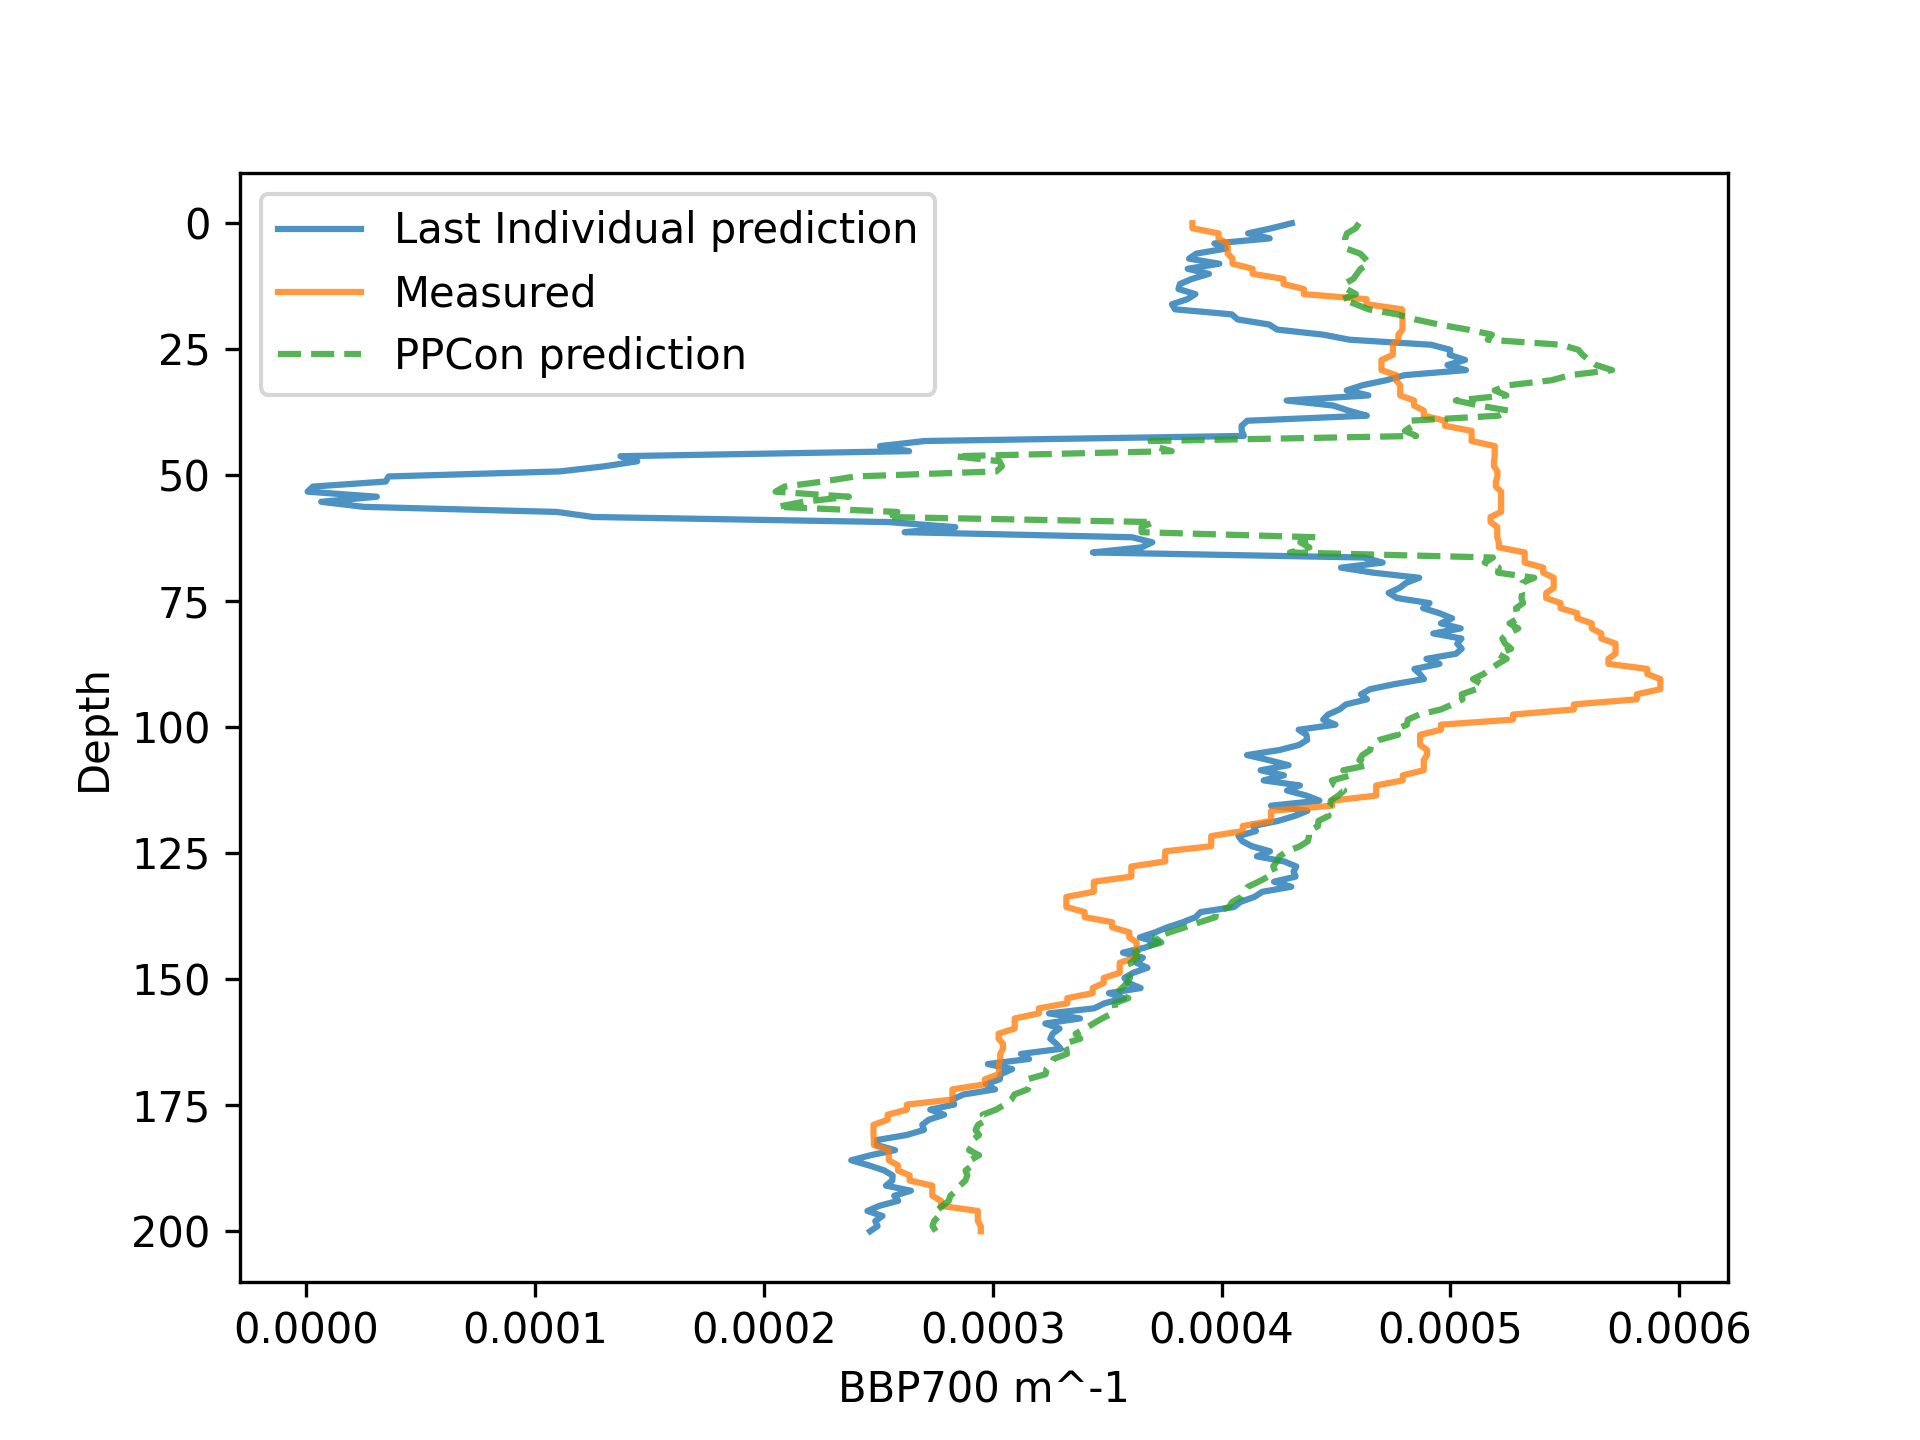 Last Individual prediction
Measured
PPCon prediction
0
25
50
75
100
125
150
175
200
Depth
0.0000 0.0001 0.0002 0.0003 0.0004 0.0005 0.0006
BBP700 m^-1